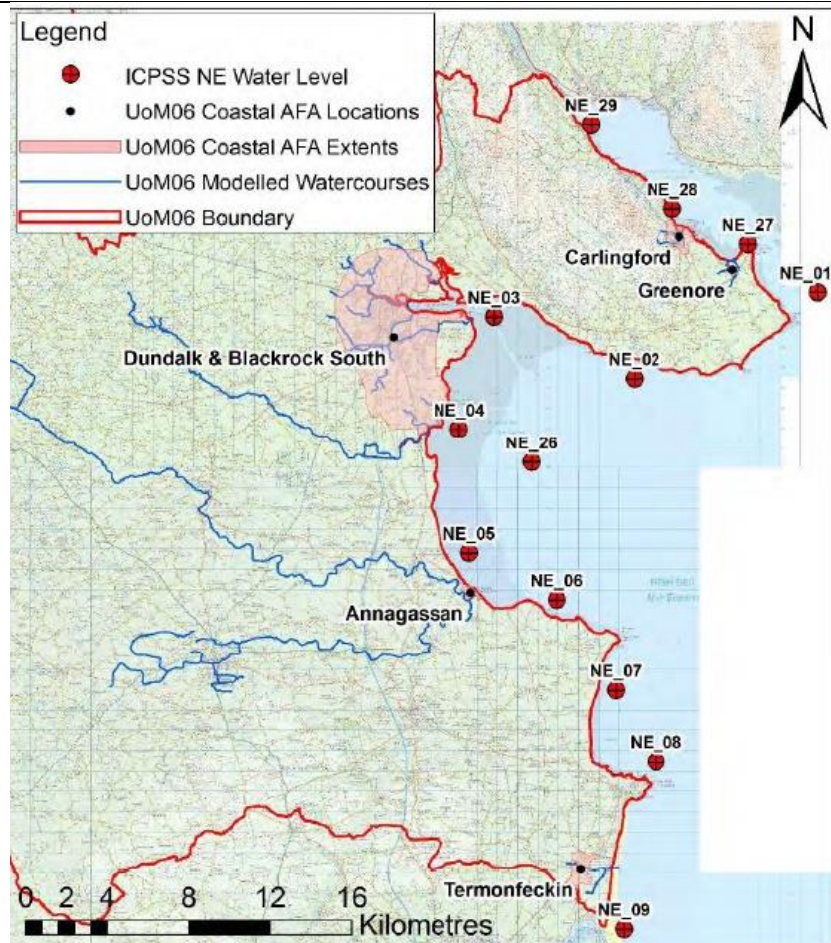 Legend
ICPSS NE Water Level
UoM06 Coastal AFA Locations
UoM06 Coastal AFA Extents
UoM06 Modelled Watercourses
UoM06 Boundary
N
NE_29
NE_28
NE_27
Carlingford
NE_01
Greenore
NE_03
Dundalk & Blackrock South
NE_02
NE_04
NE_26
NE_05
NE_06
Annagassan
NE_07
NE_08
Termonfeckin
0 2 4 8 12 16
Kilometres
NE_09